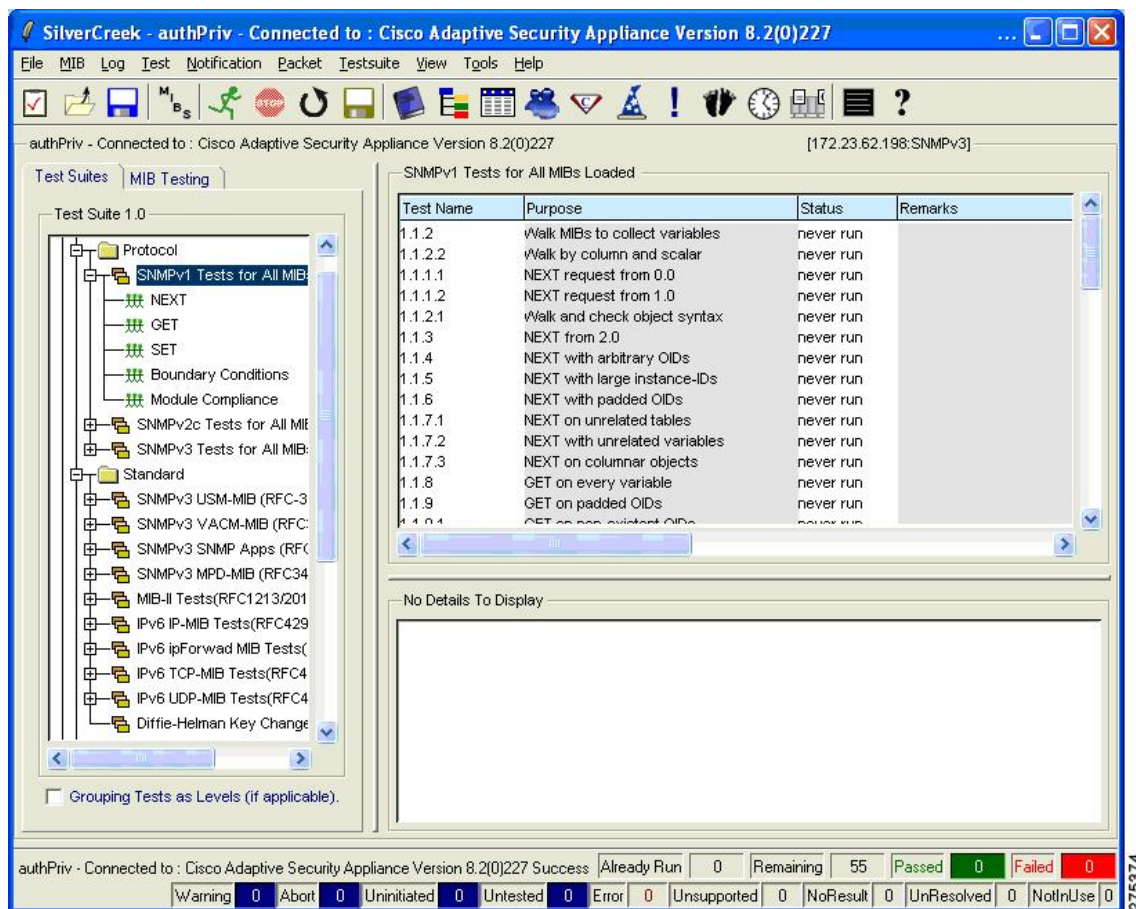 SilverCreek - authPriv - Connected to : Cisco Adaptive Security Appliance Version 8.2(0)227 ...
File MIB Log Test Notification Packet Testsuite View Tools Help
MIBS STOP C ! ?
authPriv - Connected to : Cisco Adaptive Security Appliance Version 8.2(0)227 [172.23.62.198:SNMPv3]
Test Suites MIB Testing
Test Suite 1.0
Protocol
SNMPv1 Tests for All MIB
NEXT
GET
SET
Boundary Conditions
Module Compliance
SNMPv2c Tests for All MIB
SNMPv3 Tests for All MIB
Standard
SNMPv3 USM-MIB (RFC-3
SNMPv3 VACM-MIB (RFC
SNMPv3 SNMP Apps (RFC
SNMPv3 MPD-MIB (RFC34
MIB-II Tests(RFC1213/201
IPv6 IP-MIB Tests(RFC429
IPv6 ipForwad MIB Tests(
IPv6 TCP-MIB Tests(RFC4
IPv6 UDP-MIB Tests(RFC4
Diffie-Helman Key Change
Grouping Tests as Levels (if applicable).
SNMPv1 Tests for All MIBs Loaded
Test Name Purpose Status Remarks
1.1.2 Walk MIBs to collect variables never run
1.1.2.2 Walk by column and scalar never run
1.1.1.1 NEXT request from 0.0 never run
1.1.1.2 NEXT request from 1.0 never run
1.1.2.1 Walk and check object syntax never run
1.1.3 NEXT from 2.0 never run
1.1.4 NEXT with arbitrary OIDs never run
1.1.5 NEXT with large instance-IDs never run
1.1.6 NEXT with padded OIDs never run
1.1.7.1 NEXT on unrelated tables never run
1.1.7.2 NEXT with unrelated variables never run
1.1.7.3 NEXT on columnar objects never run
1.1.8 GET on every variable never run
1.1.9 GET on padded OIDs never run
1.1.9.1 GET on non-existent OIDs never run
No Details To Display
authPriv - Connected to : Cisco Adaptive Security Appliance Version 8.2(0)227 Success Already Run 0 Remaining 55 Passed 0 Failed 0
Warning 0 Abort 0 Uninitiated 0 Untested 0 Error 0 Unsupported 0 NoResult 0 UnResolved 0 NotInUse 0
275374